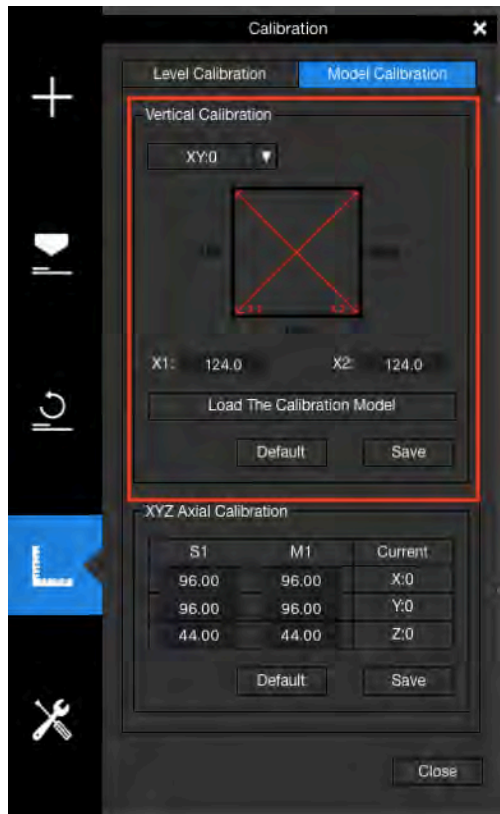 Calibration
Level Calibration Model Calibration
Vertical Calibration
XY:0
X1: 124.0 X2: 124.0
Load The Calibration Model
Default Save
XYZ Axial Calibration
S1 M1 Current
96.00 96.00 X:0
96.00 96.00 Y:0
44.00 44.00 Z:0
Default Save
Close